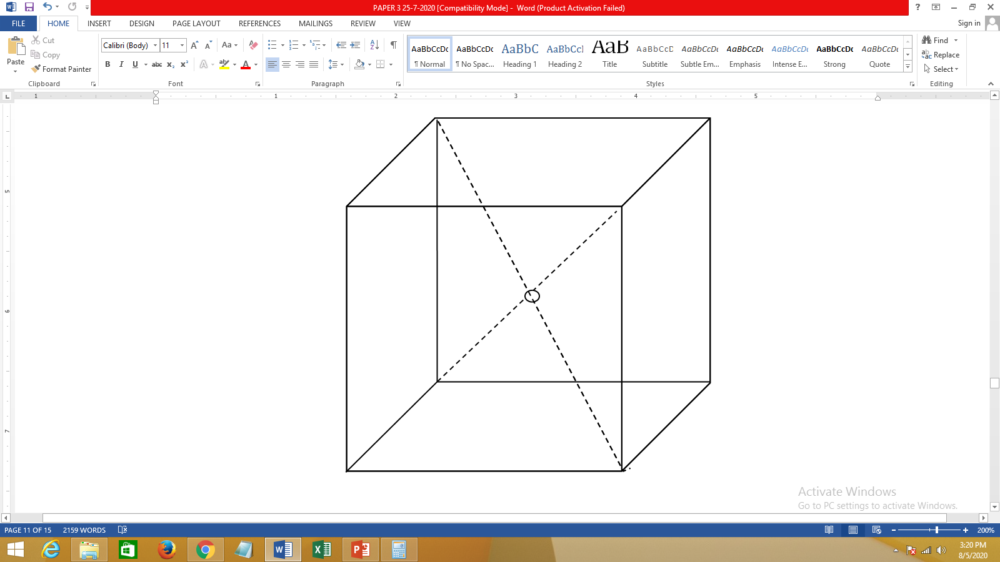 PAPER 3 25-7-2020 [Compatibility Mode] - Word (Product Activation Failed)
FILE HOME INSERT DESIGN PAGE LAYOUT REFERENCES MAILINGS REVIEW VIEW Sign in
Paste
Cut
Copy
Format Painter
Clipboard
Calibri (Body) 11
B I U abc X₂ X²
Font
Paragraph
AaBbCcDc AaBbCcDc AaBbC AaBbCcI AaB AaBbCcD AaBbCcDc AaBbCcDc AaBbCcDc AaBbCcDc AaBbCcDc
¶ Normal ¶ No Spac... Heading 1 Heading 2 Title Subtitle Subtle Em... Emphasis Intense E... Strong Quote
Styles
Find
Replace
Select
Editing
1 1 2 3 4 5
5
6
7
Activate Windows
Go to PC settings to activate Windows.
PAGE 11 OF 15 2159 WORDS 200%
3:20 PM
8/5/2020